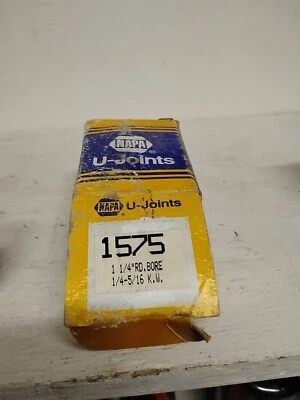 NAPA ®
U-Joints
NAPA U-Joints
1575
1 1/4"RD.BORE
1/4-5/16 K.W.